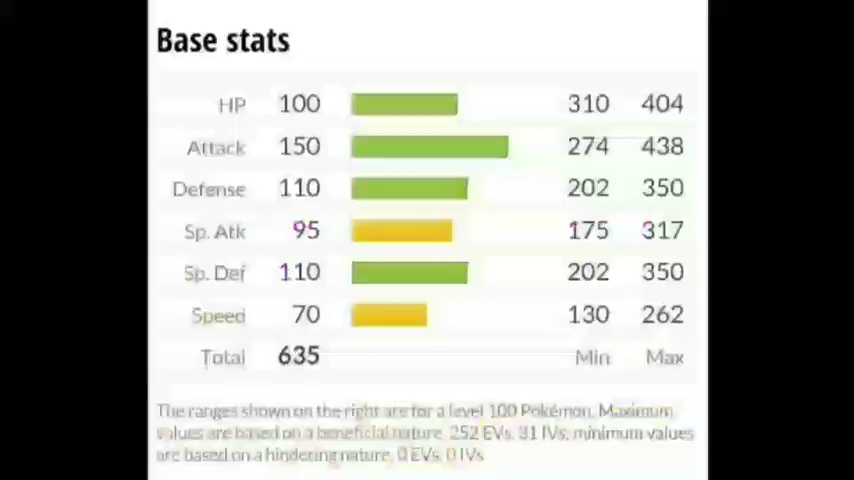 Base stats
HP 100 310 404
Attack 150 274 438
Defense 110 202 350
Sp. Atk 95 175 317
Sp. Def 110 202 350
Speed 70 130 262
Total 635 Min Max
The ranges shown on the right are for a level 100 Pokémon. Maximum
values are based on a beneficial nature, 252 EVs, 31 IVs; minimum values
are based on a hindering nature, 0 EVs, 0 IVs